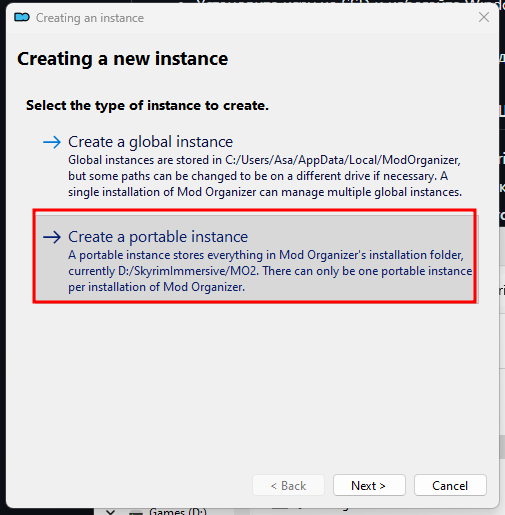 Creating an instance
Creating a new instance
Select the type of instance to create.
Create a global instance
Global instances are stored in C:/Users/Asa/AppData/Local/ModOrganizer,
but some paths can be changed to be on a different drive if necessary. A
single installation of Mod Organizer can manage multiple global instances.
Create a portable instance
A portable instance stores everything in Mod Organizer's installation folder,
currently D:/SkyrimImmersive/MO2. There can only be one portable instance
per installation of Mod Organizer.
< Back
Next >
Cancel
Games (D:)